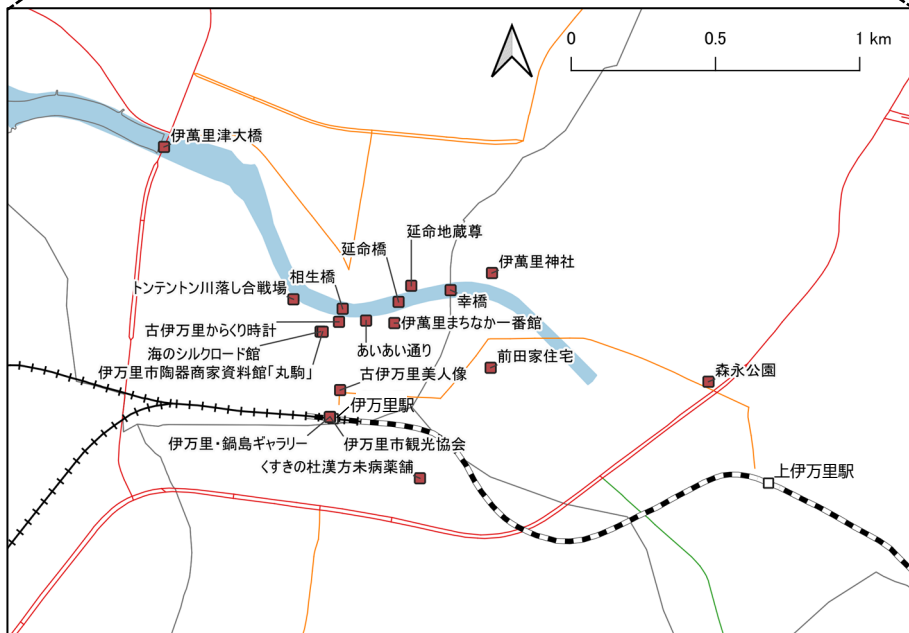 0 0.5 1 km
伊萬里津大橋
延命地蔵尊
延命橋
伊萬里神社
相生橋
トンテントン川落し合戦場
幸橋
古伊万里からくり時計
伊萬里まちなか一番館
海のシルクロード館
あいあい通り
伊万里市陶器商家資料館「丸駒」
前田家住宅
森永公園
古伊万里美人像
伊万里駅
伊万里・鍋島ギャラリー
伊万里市観光協会
くすきの杜漢方未病薬舗
上伊万里駅